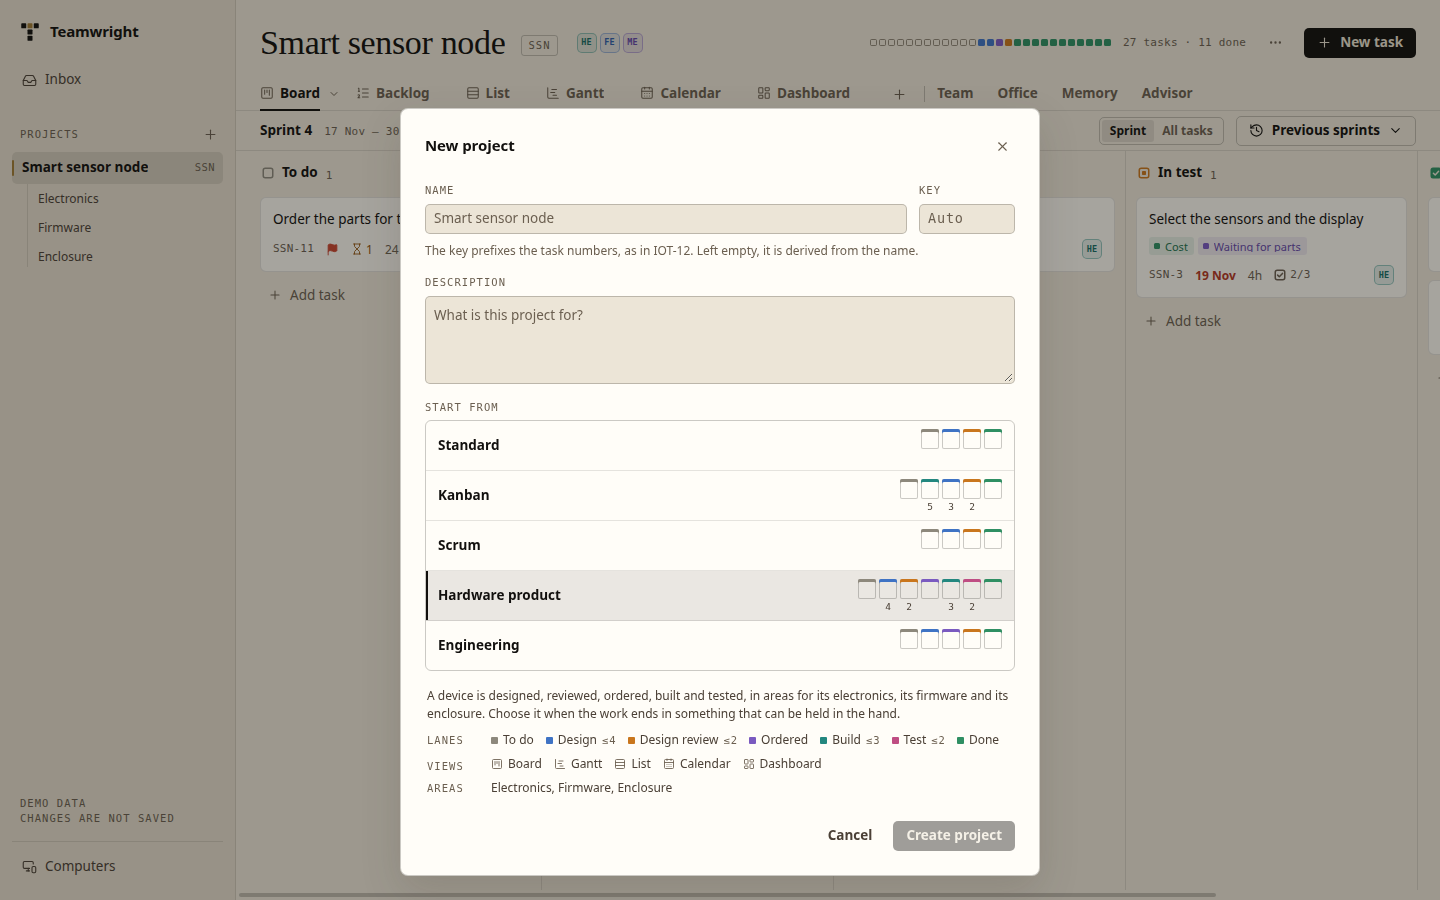 Teamwright
Inbox
PROJECTS
Smart sensor node SSN
Electronics
Firmware
Enclosure
DEMO DATA
CHANGES ARE NOT SAVED
Computers
Smart sensor node SSN HE FE ME
27 tasks · 11 done
New task
Board Backlog List Gantt Calendar Dashboard Team Office Memory Advisor
Sprint 4 17 Nov – 30
Sprint All tasks Previous sprints
To do 1
Order the parts for t
SSN-11 1 24
HE
Add task
In test 1
Select the sensors and the display
Cost Waiting for parts
SSN-3 19 Nov 4h 2/3 HE
Add task
New project
NAME KEY
Smart sensor node Auto
The key prefixes the task numbers, as in IOT-12. Left empty, it is derived from the name.
DESCRIPTION
What is this project for?
START FROM
Standard
Kanban
5 3 2
Scrum
Hardware product
4 2 3 2
Engineering
A device is designed, reviewed, ordered, built and tested, in areas for its electronics, its firmware and its
enclosure. Choose it when the work ends in something that can be held in the hand.
LANES To do Design ≤4 Design review ≤2 Ordered Build ≤3 Test ≤2 Done
VIEWS Board Gantt List Calendar Dashboard
AREAS Electronics, Firmware, Enclosure
Cancel Create project